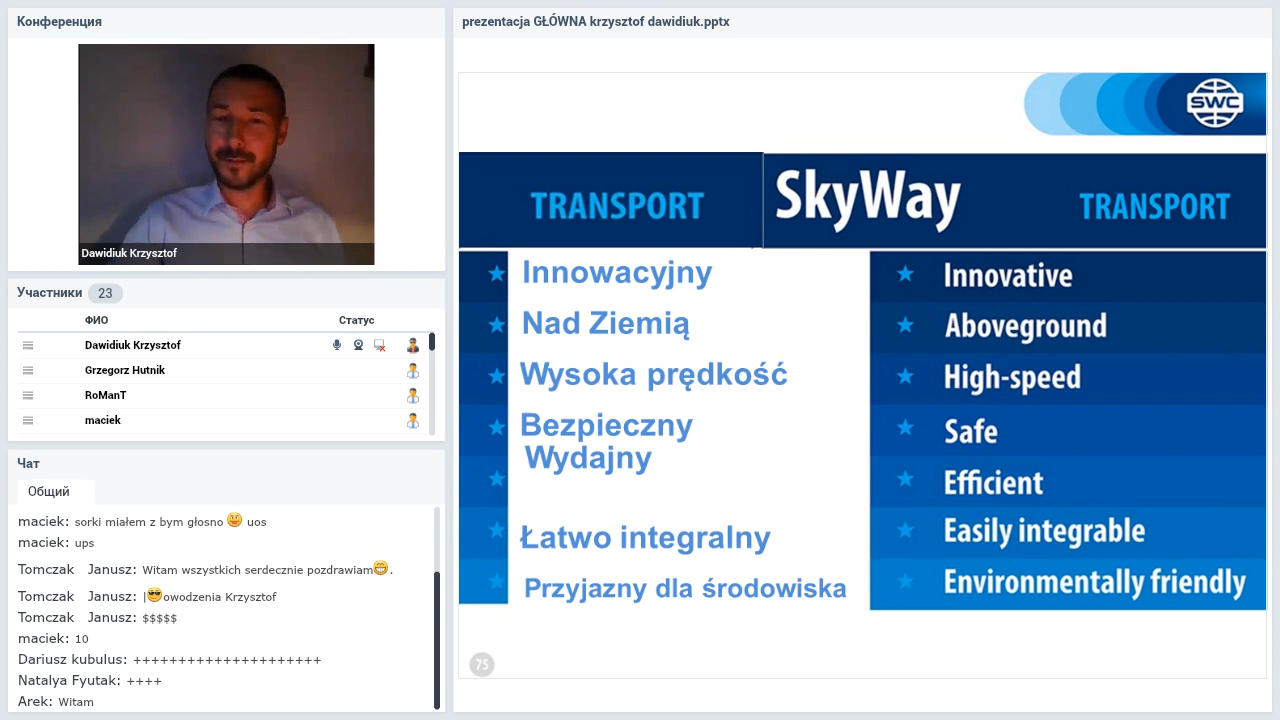 Конференция
Dawidiuk Krzysztof
Участники 23
ФИО Статус
Dawidiuk Krzysztof
Grzegorz Hutnik
RoManT
maciek
Чат
Общий
maciek: sorki miałem z bym głosno uos
maciek: ups
Tomczak Janusz: Witam wszystkich serdecznie pozdrawiam.
Tomczak Janusz: |owodzenia Krzysztof
Tomczak Janusz: $$$$$
maciek: 10
Dariusz kubulus: +++++++++++++++++++++
Natalya Fyutak: ++++
Arek: Witam
prezentacja GŁÓWNA krzysztof dawidiuk.pptx
SWC
TRANSPORT SkyWay TRANSPORT
Innowacyjny
Nad Ziemią
Wysoka prędkość
Bezpieczny
Wydajny
Łatwo integralny
Przyjazny dla środowiska
Innovative
Aboveground
High-speed
Safe
Efficient
Easily integrable
Environmentally friendly
75